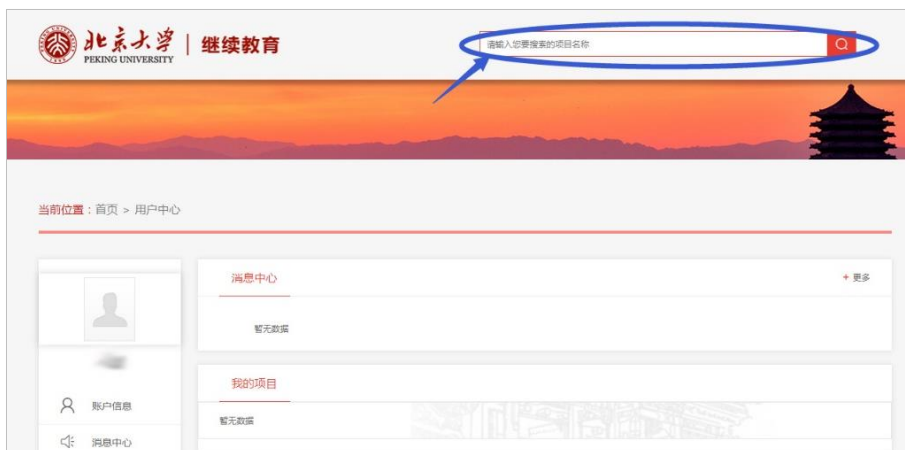 北京大学 | 继续教育
PEKING UNIVERSITY
请输入您要搜索的项目名称
当前位置：首页 > 用户中心
消息中心
+ 更多
暂无数据
我的项目
账户信息
暂无数据
消息中心